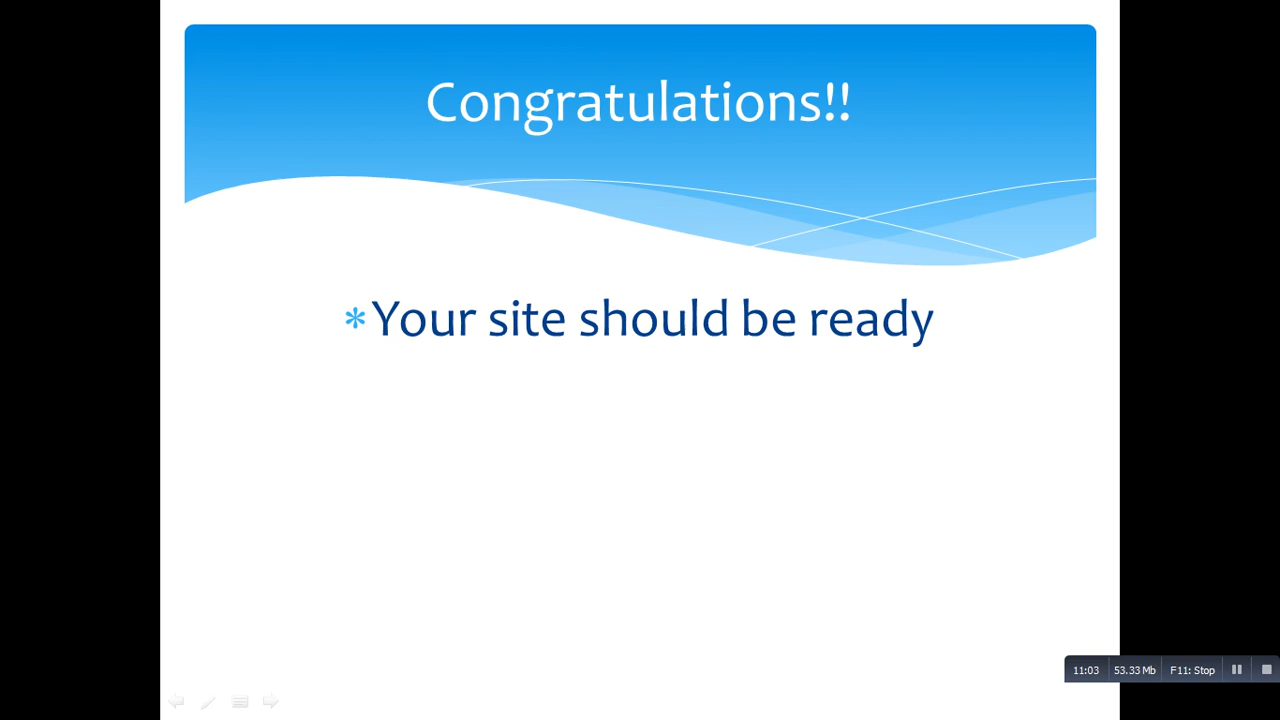 Congratulations!!
*Your site should be ready
11:03 53.33 Mb F11: Stop